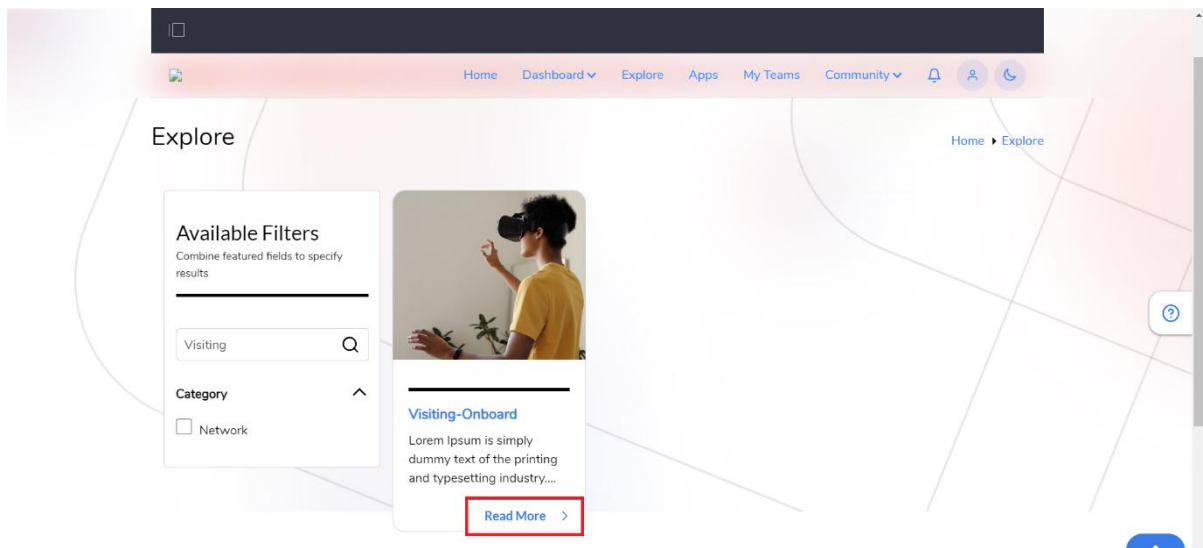 Home Dashboard Explore Apps My Teams Community
Explore
Home Explore
Available Filters
Combine featured fields to specify
results
Visiting
Category
Network
Visiting-Onboard
Lorem Ipsum is simply
dummy text of the printing
and typesetting industry....
Read More